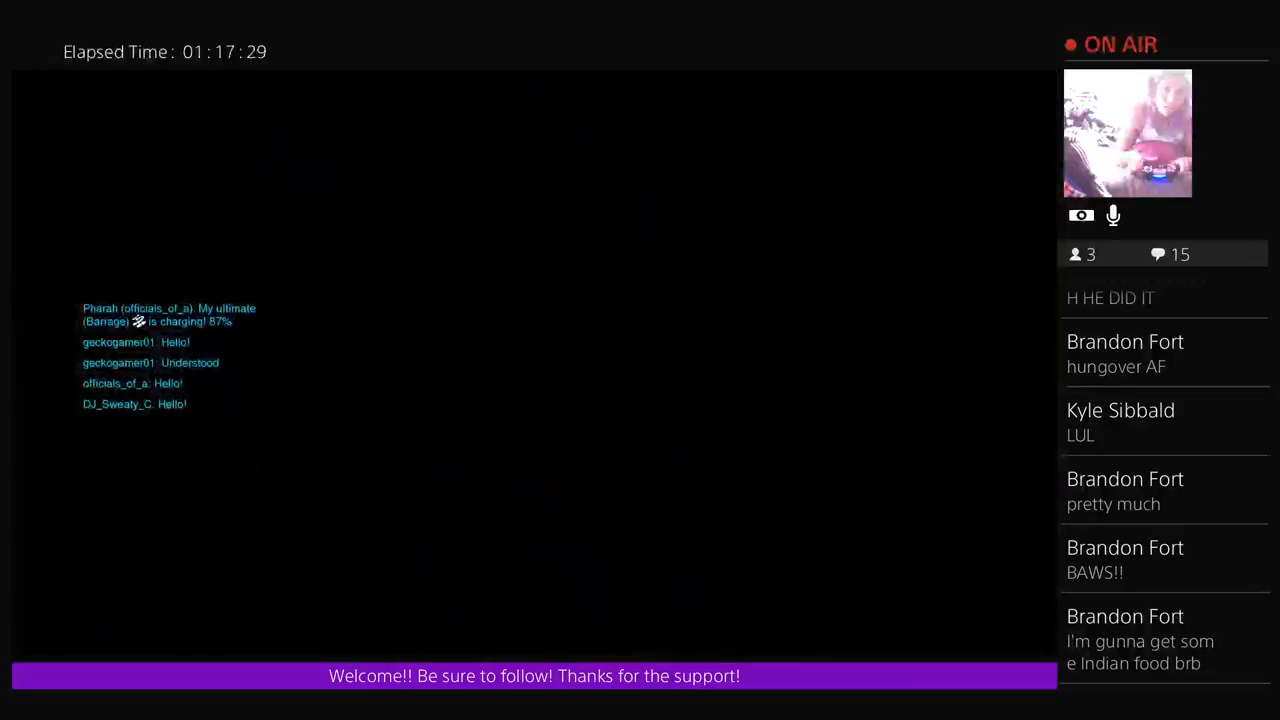 Elapsed Time: 01:17:29
ON AIR
3
15
Pharah (officials_of_a). My ultimate
(Barrage) is charging! 87%
geckogamer01: Hello!
geckogamer01: Understood
officials_of_a: Hello!
DJ_Sweaty_C: Hello!
H HE DID IT
Brandon Fort
hungover AF
Kyle Sibbald
LUL
Brandon Fort
pretty much
Brandon Fort
BAWS!!
Brandon Fort
I'm gunna get som
e Indian food brb
Welcome!! Be sure to follow! Thanks for the support!